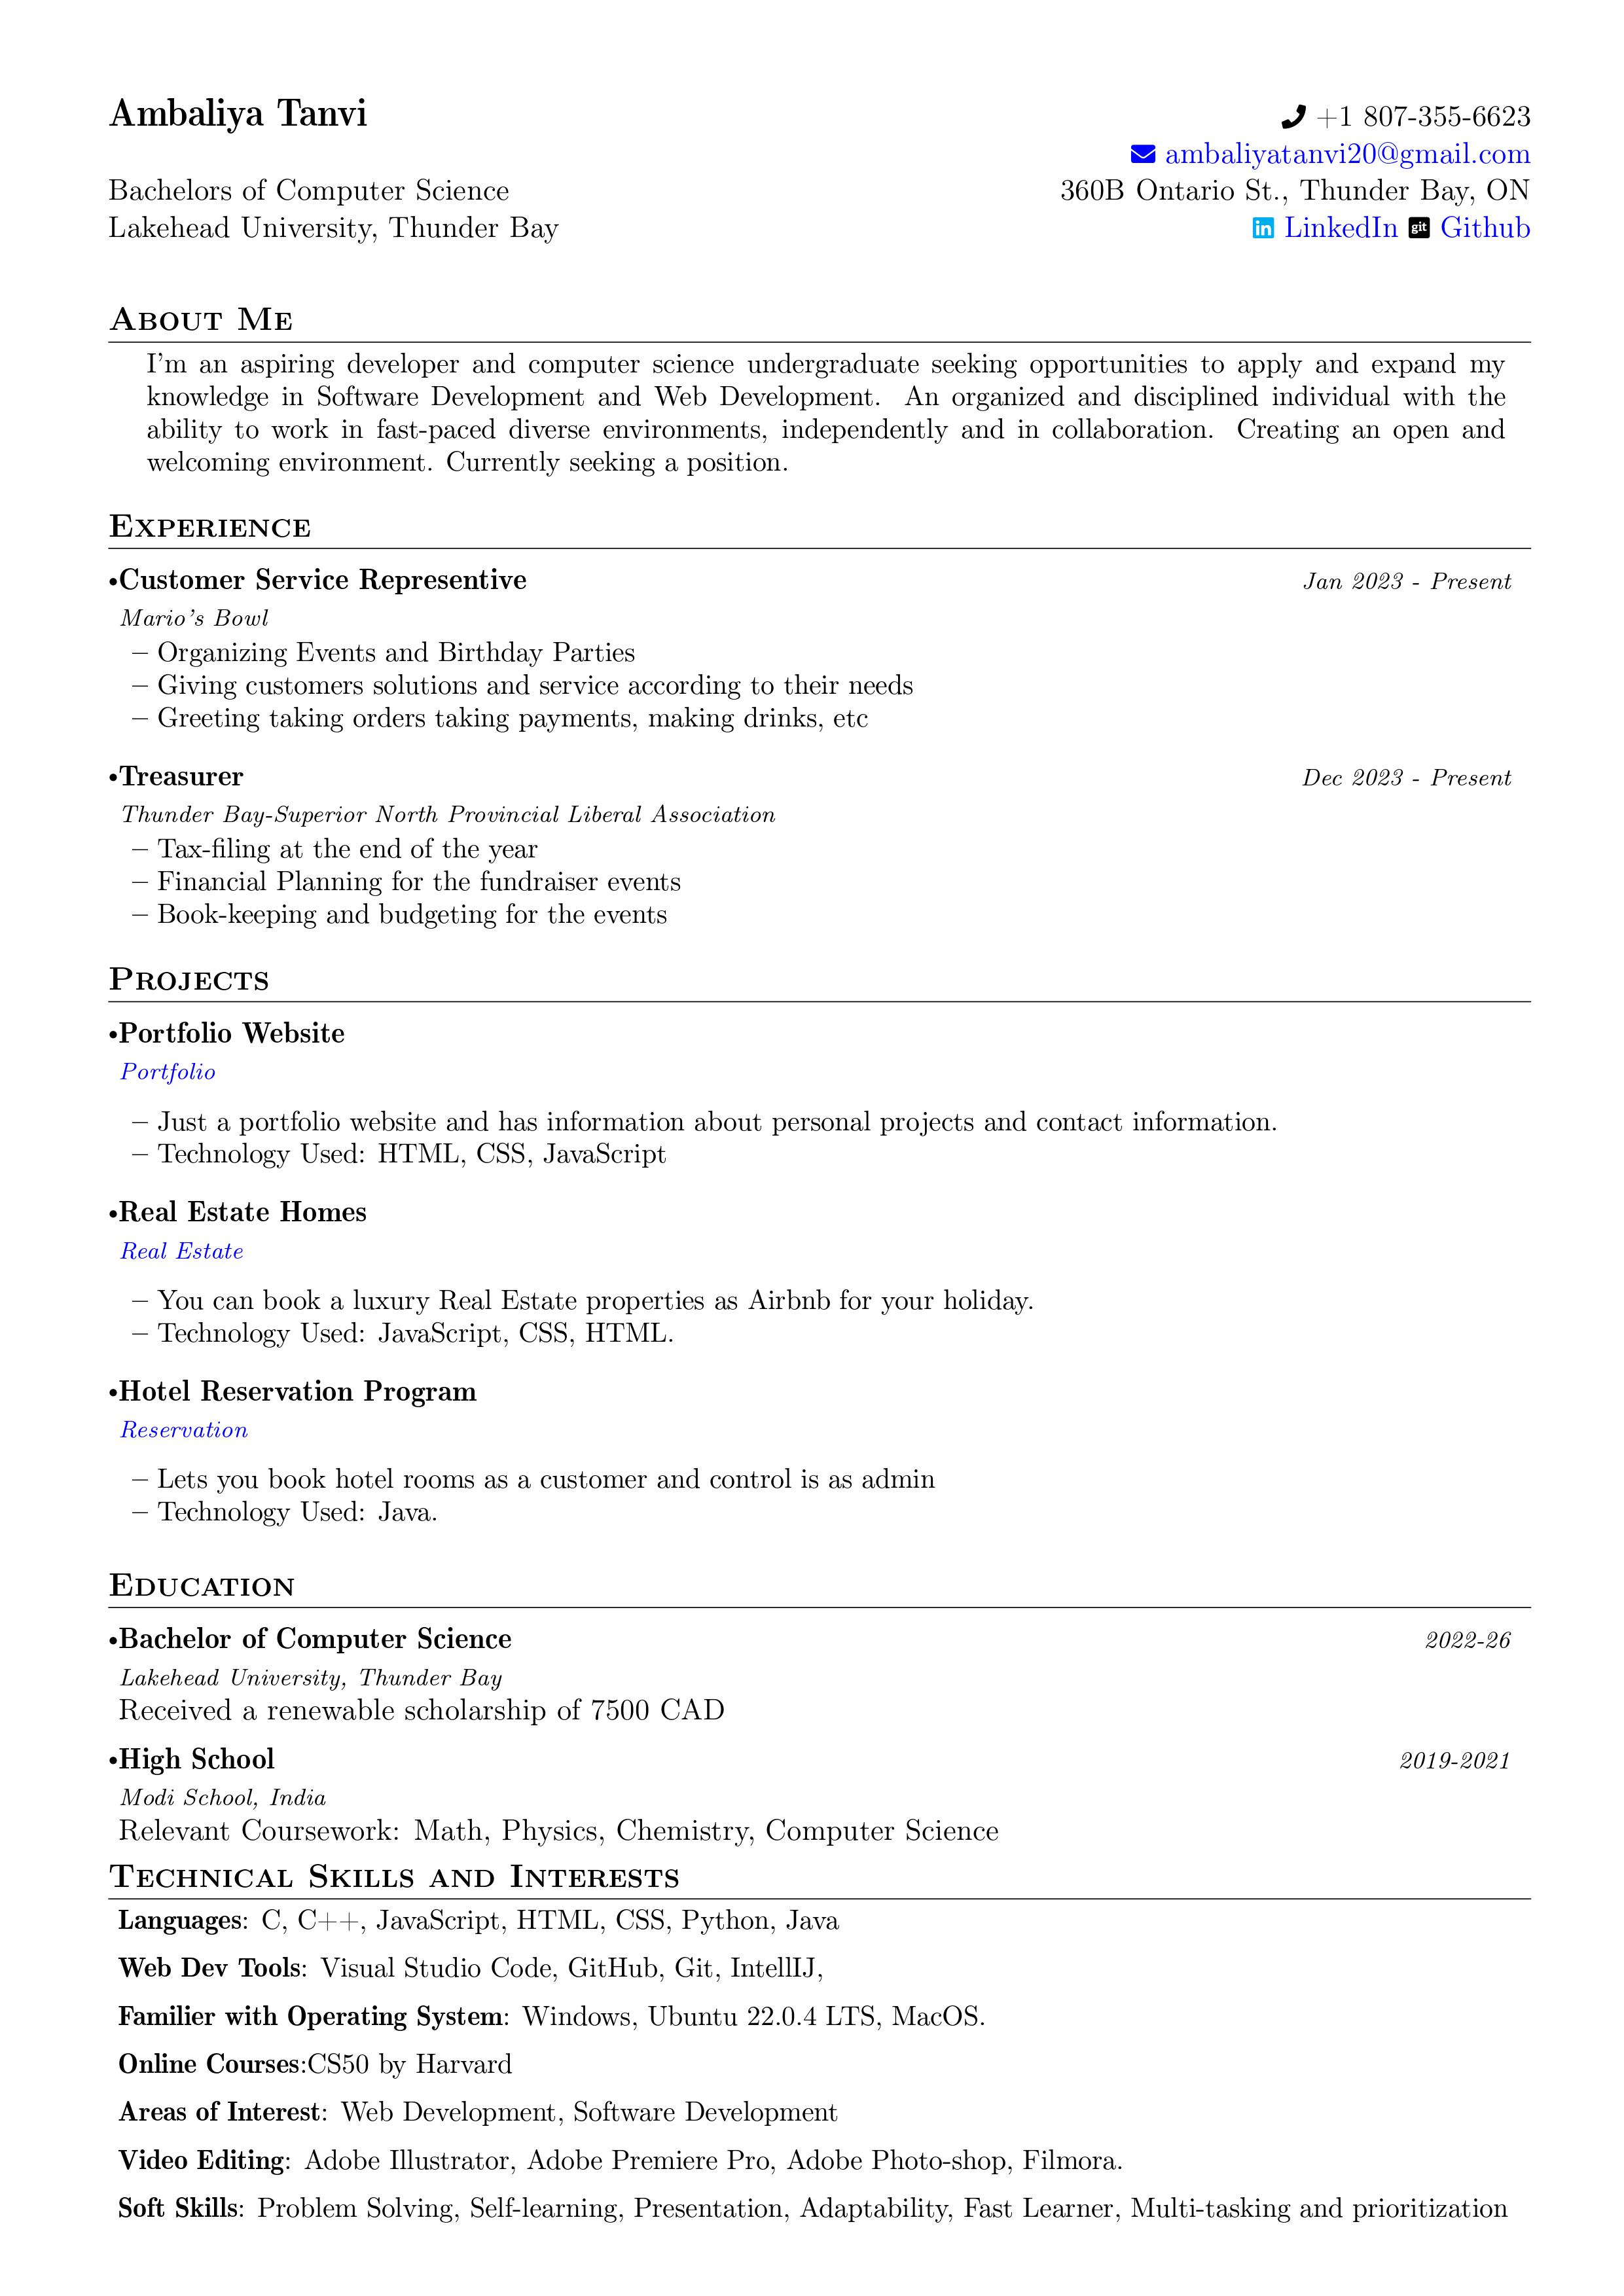 Ambaliya Tanvi
+1 807-355-6623
ambaliyatanvi20@gmail.com
Bachelors of Computer Science
360B Ontario St., Thunder Bay, ON
Lakehead University, Thunder Bay
in LinkedIn git Github
About Me
I'm an aspiring developer and computer science undergraduate seeking opportunities to apply and expand my
knowledge in Software Development and Web Development. An organized and disciplined individual with the
ability to work in fast-paced diverse environments, independently and in collaboration. Creating an open and
welcoming environment. Currently seeking a position.
Experience
•Customer Service Representive
Jan 2023 - Present
Mario's Bowl
– Organizing Events and Birthday Parties
– Giving customers solutions and service according to their needs
– Greeting taking orders taking payments, making drinks, etc
•Treasurer
Dec 2023 - Present
Thunder Bay-Superior North Provincial Liberal Association
– Tax-filing at the end of the year
– Financial Planning for the fundraiser events
– Book-keeping and budgeting for the events
Projects
•Portfolio Website
Portfolio
– Just a portfolio website and has information about personal projects and contact information.
– Technology Used: HTML, CSS, JavaScript
•Real Estate Homes
Real Estate
– You can book a luxury Real Estate properties as Airbnb for your holiday.
– Technology Used: JavaScript, CSS, HTML.
•Hotel Reservation Program
Reservation
– Lets you book hotel rooms as a customer and control is as admin
– Technology Used: Java.
Education
•Bachelor of Computer Science
2022-26
Lakehead University, Thunder Bay
Received a renewable scholarship of 7500 CAD
•High School
2019-2021
Modi School, India
Relevant Coursework: Math, Physics, Chemistry, Computer Science
Technical Skills and Interests
Languages: C, C++, JavaScript, HTML, CSS, Python, Java
Web Dev Tools: Visual Studio Code, GitHub, Git, IntellIJ,
Familier with Operating System: Windows, Ubuntu 22.0.4 LTS, MacOS.
Online Courses:CS50 by Harvard
Areas of Interest: Web Development, Software Development
Video Editing: Adobe Illustrator, Adobe Premiere Pro, Adobe Photo-shop, Filmora.
Soft Skills: Problem Solving, Self-learning, Presentation, Adaptability, Fast Learner, Multi-tasking and prioritization